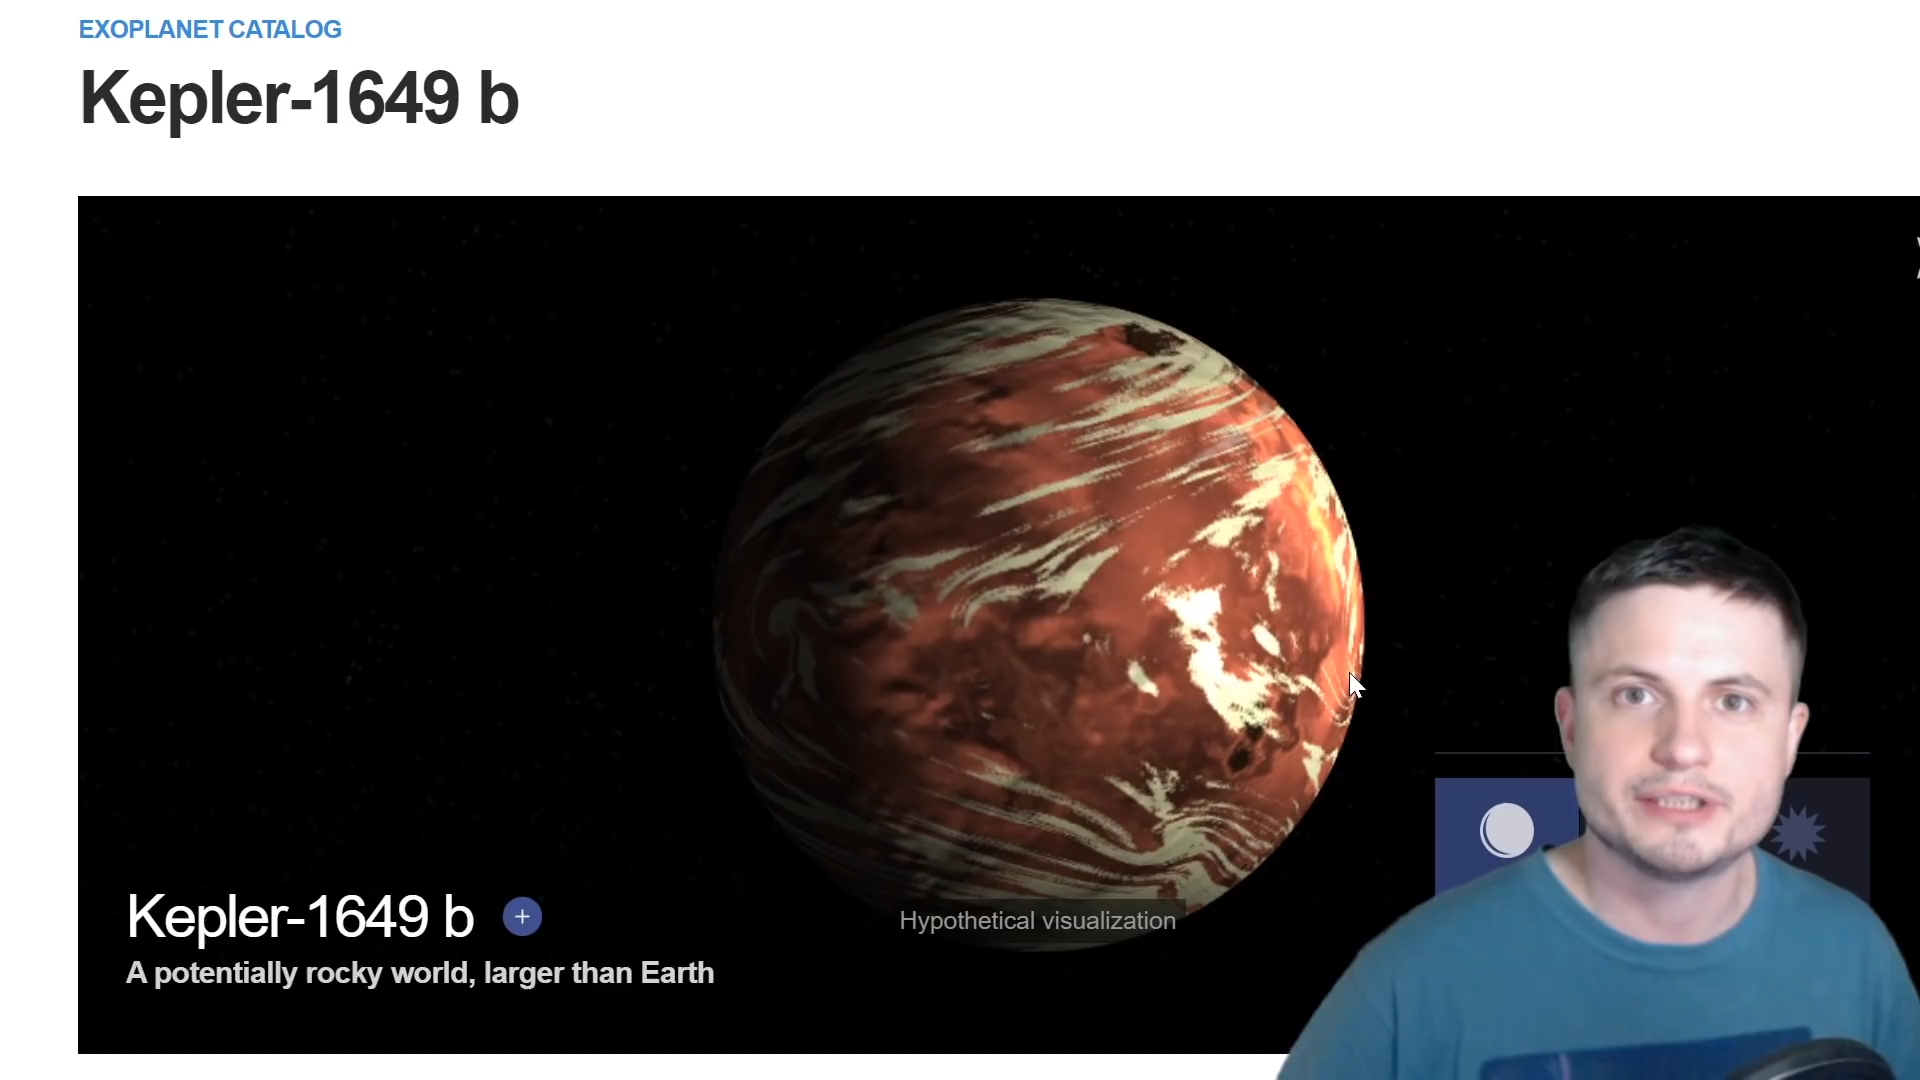 EXOPLANET CATALOG
Kepler-1649 b
Kepler-1649 b
Hypothetical visualization
A potentially rocky world, larger than Earth